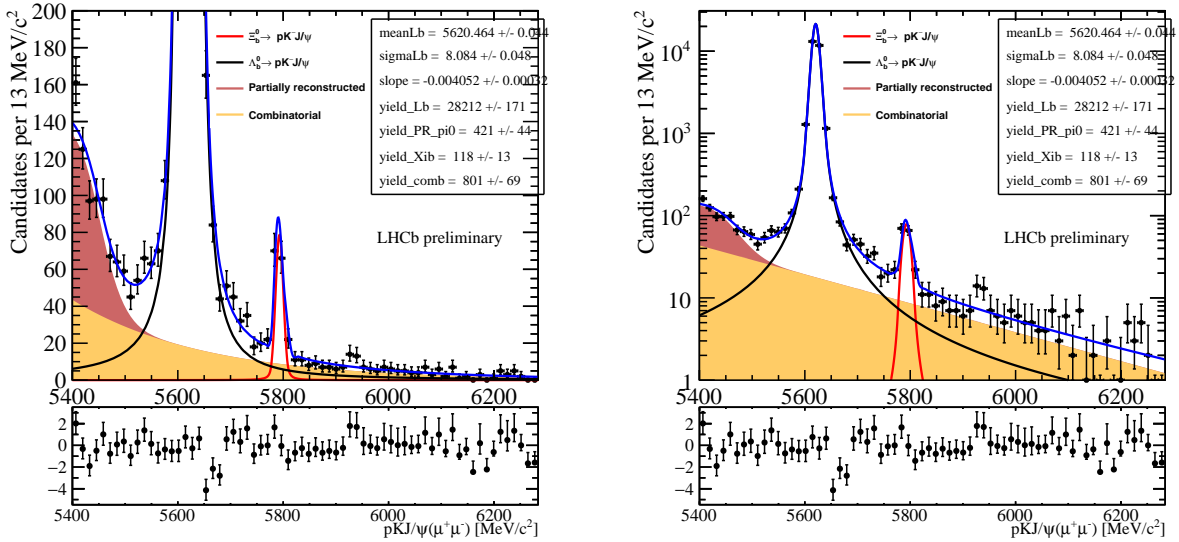 Candidates per 13 MeV/c²
200
180
160
140
120
100
80
60
40
20
0
Ξ⁰_b → pK⁻J/ψ
Λ⁰_b → pK⁻J/ψ
Partially reconstructed
Combinatorial
meanLb = 5620.464 +/- 0.044
sigmaLb = 8.084 +/- 0.048
slope = -0.004052 +/- 0.00032
yield_Lb = 28212 +/- 171
yield_PR_pi0 = 421 +/- 44
yield_Xib = 118 +/- 13
yield_comb = 801 +/- 69
LHCb preliminary
5400 5600 5800 6000 6200
2
0
−2
−4
5400 5600 5800 6000 6200
pKJ/ψ(μ⁺μ⁻) [MeV/c²]
Candidates per 13 MeV/c²
10⁴
10³
10²
10
1
Ξ⁰_b → pK⁻J/ψ
Λ⁰_b → pK⁻J/ψ
Partially reconstructed
Combinatorial
meanLb = 5620.464 +/- 0.044
sigmaLb = 8.084 +/- 0.048
slope = -0.004052 +/- 0.00032
yield_Lb = 28212 +/- 171
yield_PR_pi0 = 421 +/- 44
yield_Xib = 118 +/- 13
yield_comb = 801 +/- 69
LHCb preliminary
5400 5600 5800 6000 6200
2
0
−2
−4
5400 5600 5800 6000 6200
pKJ/ψ(μ⁺μ⁻) [MeV/c²]